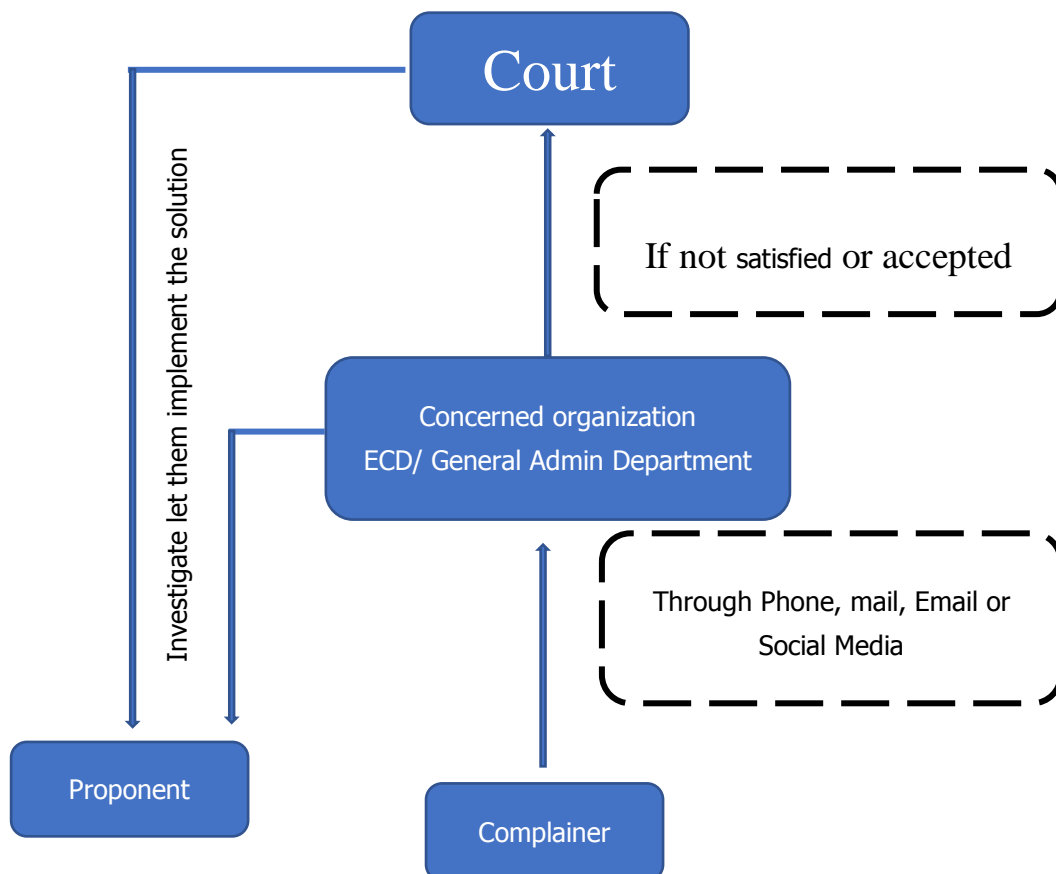 Court
If not satisfied or accepted
Investigate let them implement the solution
Concerned organization
ECD/ General Admin Department
Through Phone, mail, Email or
Social Media
Proponent
Complainer